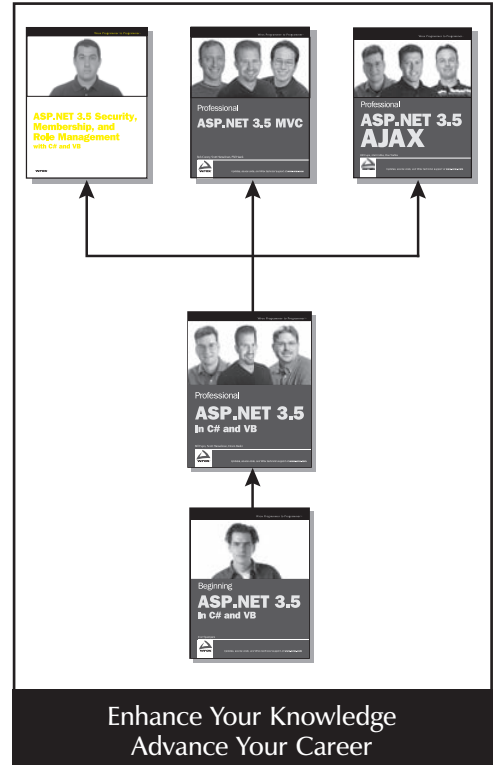 ASP.NET 3.5 Security,
Membership, and
Role Management
with C# and VB
Professional
ASP.NET 3.5 MVC
Professional
ASP.NET 3.5
AJAX
Professional
ASP.NET 3.5
In C# and VB
Beginning
ASP.NET 3.5
In C# and VB
Enhance Your Knowledge
Advance Your Career